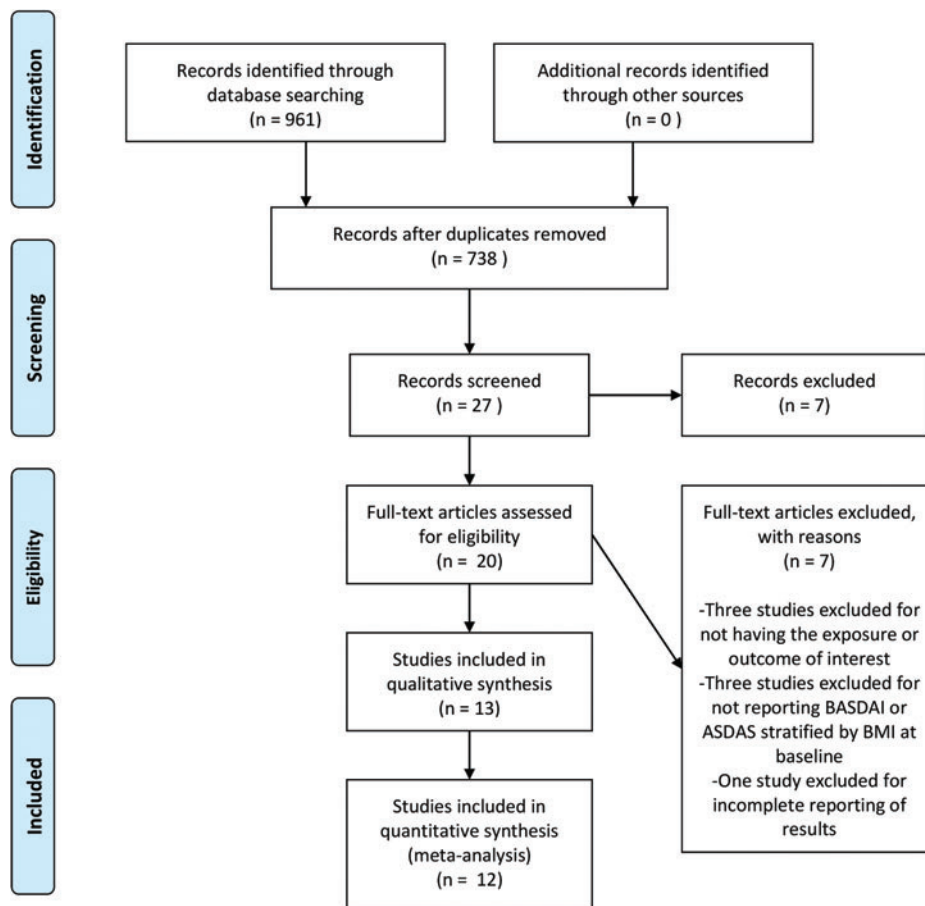 Identification
Records identified through
database searching
(n = 961)
Additional records identified
through other sources
(n = 0 )
Records after duplicates removed
(n = 738 )
Screening
Records screened
(n = 27 )
Records excluded
(n = 7)
Eligibility
Full-text articles assessed
for eligibility
(n = 20)
Full-text articles excluded,
with reasons
(n = 7)
-Three studies excluded for
not having the exposure or
outcome of interest
-Three studies excluded for
not reporting BASDAI or
ASDAS stratified by BMI at
baseline
-One study excluded for
incomplete reporting of
results
Studies included in
qualitative synthesis
(n = 13)
Included
Studies included in
quantitative synthesis
(meta-analysis)
(n = 12)